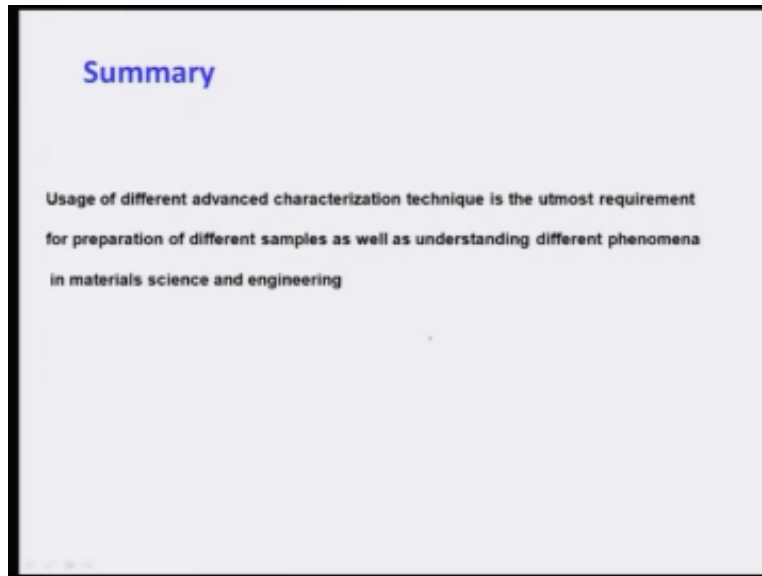 Summary
Usage of different advanced characterization technique is the utmost requirement
for preparation of different samples as well as understanding different phenomena
in materials science and engineering